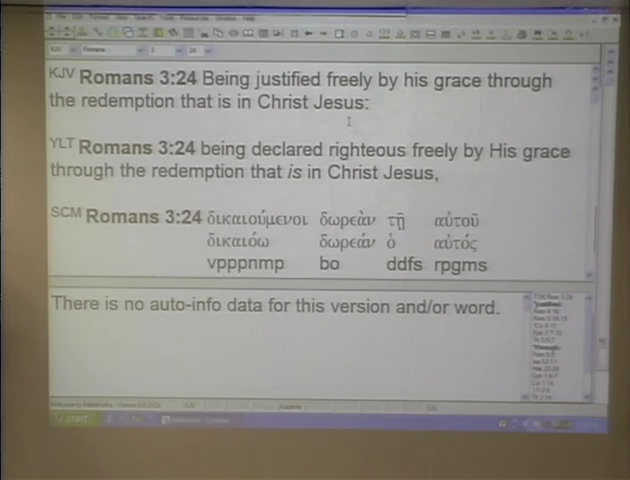 KJV Romans 3:24 Being justified freely by his grace through
the redemption that is in Christ Jesus:
YLT Romans 3:24 being declared righteous freely by His grace
through the redemption that is in Christ Jesus,
SCM Romans 3:24 δικαιούμενοι δωρεὰν τῇ αὐτοῦ
δικαιόω δωρεάν ὁ αὐτός
vpppnmp bo ddfs rpgms
There is no auto-info data for this version and/or word.